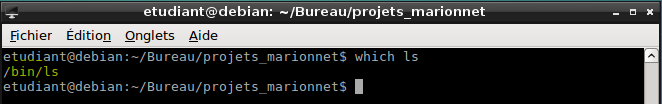 etudiant@debian: ~/Bureau/projets_marionnet
Fichier Édition Onglets Aide
etudiant@debian:~/Bureau/projets_marionnet$ which ls
/bin/ls
etudiant@debian:~/Bureau/projets_marionnet$